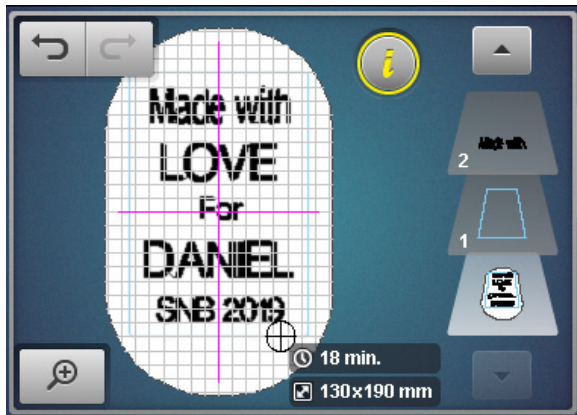 Made with
LOVE
For
DANIEL
SNB 2019
18 min.
130x190 mm
i
Made with
2
1